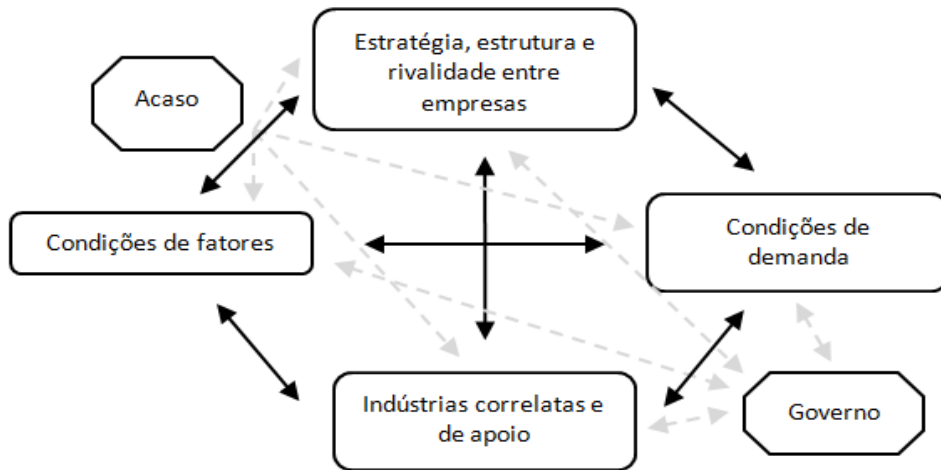 Estratégia, estrutura e
rivalidade entre
empresas
Acaso
Condições de fatores
Condições de
demanda
Indústrias correlatas e
de apoio
Governo